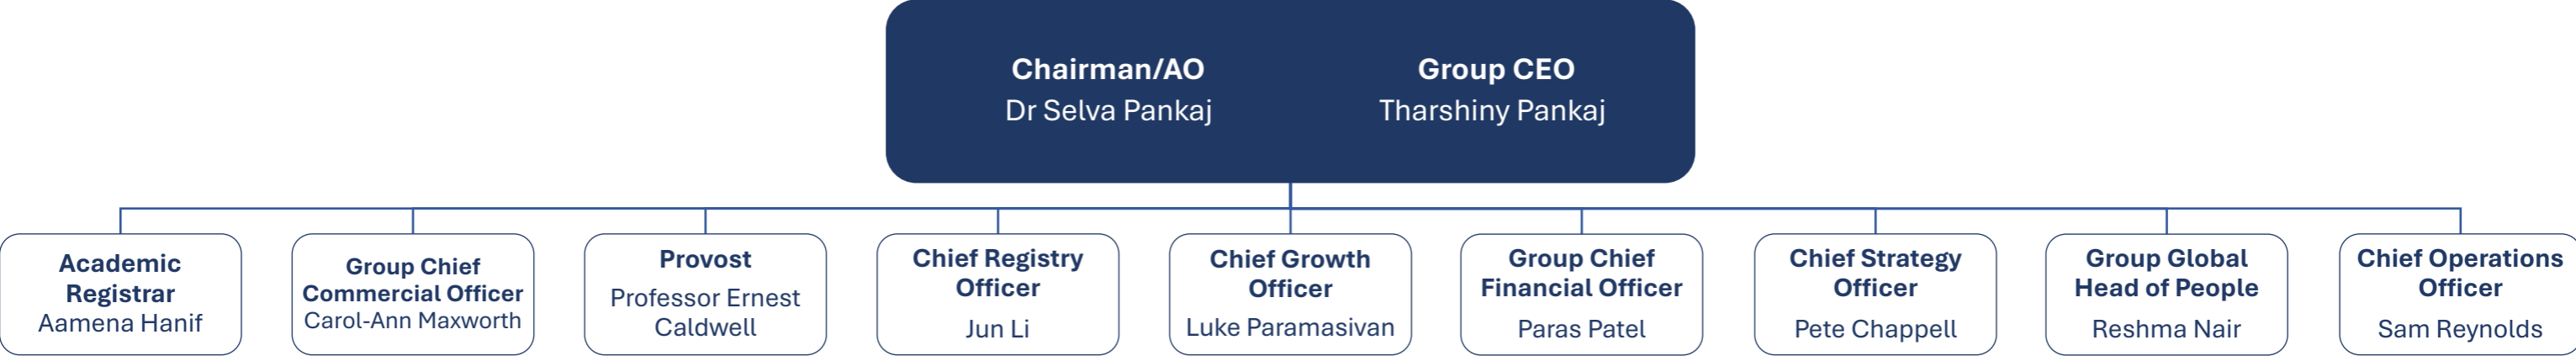 Chairman/AO
Dr Selva Pankaj
Group CEO
Tharshiny Pankaj
Academic
Registrar
Aamena Hanif
Group Chief
Commercial Officer
Carol-Ann Maxworth
Provost
Professor Ernest
Caldwell
Chief Registry
Officer
Jun Li
Chief Growth
Officer
Luke Paramasivan
Group Chief
Financial Officer
Paras Patel
Chief Strategy
Officer
Pete Chappell
Group Global
Head of People
Reshma Nair
Chief Operations
Officer
Sam Reynolds